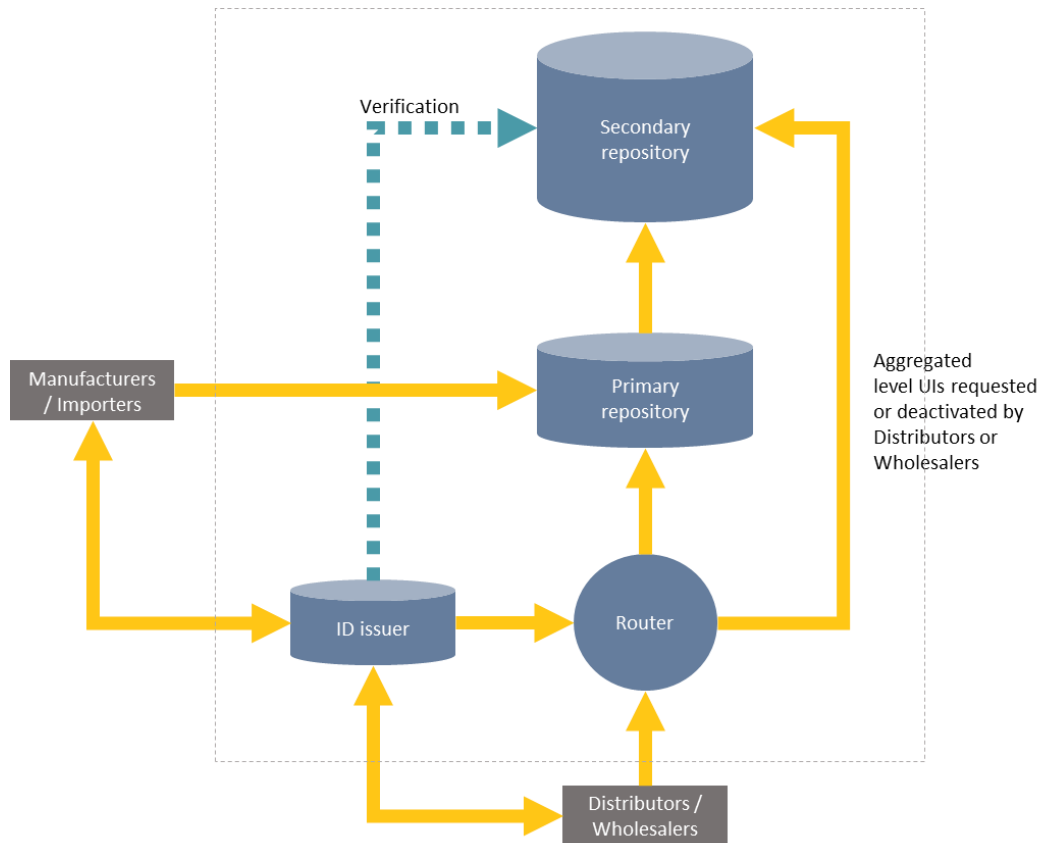 Verification
Secondary
repository
Manufacturers
/ Importers
Primary
repository
Aggregated
level UIs requested
or deactivated by
Distributors or
Wholesalers
ID issuer
Router
Distributors /
Wholesalers